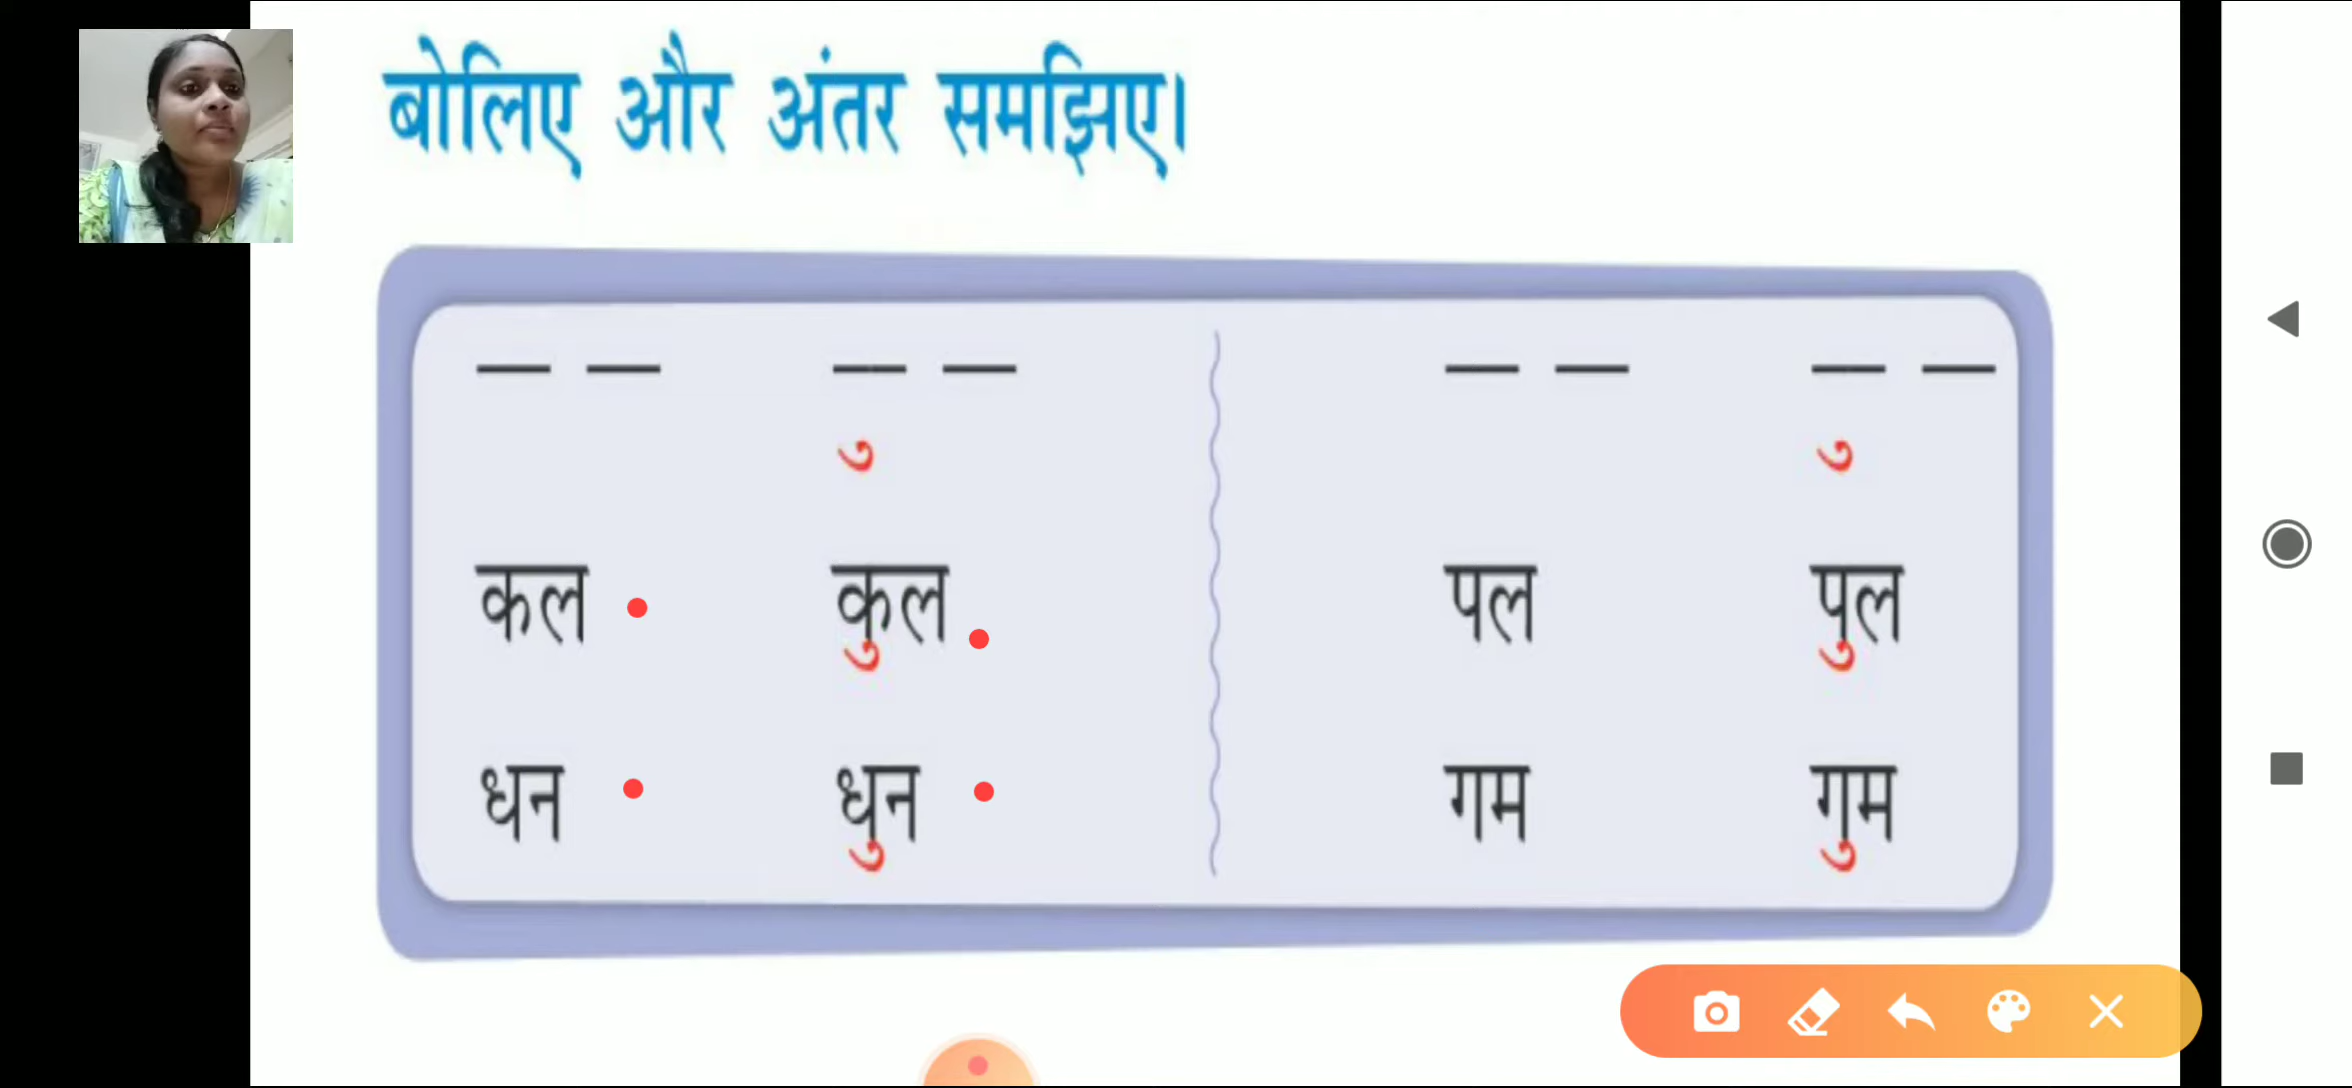 बोलिए और अंतर समझिए।
— — — — — — — —
ु ु
कल कुल पल पुल
धन धुन गम गुम